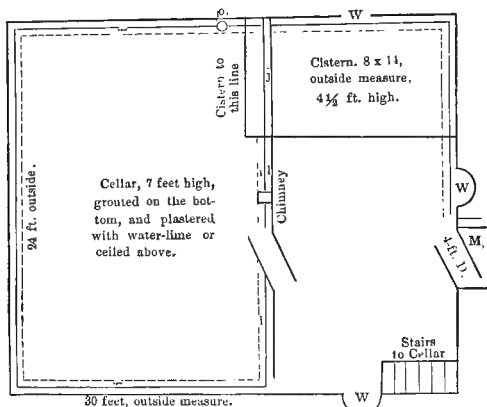 p.
W
Cistern to
this line
j
Cistern. 8 x 14,
outside measure,
4½ ft. high.
24 ft. outside.
Cellar, 7 feet high,
grouted on the bot-
tom, and plastered
with water-lime or
ceiled above.
Chimney
W
M,
4-ft. D.
Stairs
to Cellar
30 feet, outside measure.
W